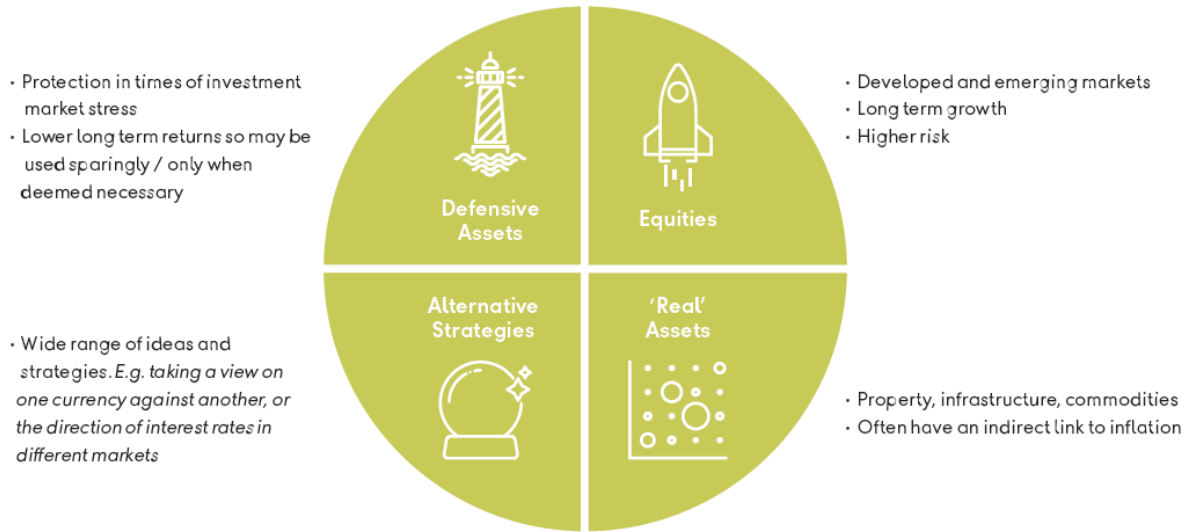 • Protection in times of investment
market stress
• Lower long term returns so may be
used sparingly / only when
deemed necessary
Defensive
Assets
Equities
• Developed and emerging markets
• Long term growth
• Higher risk
• Wide range of ideas and
strategies. E.g. taking a view on
one currency against another, or
the direction of interest rates in
different markets
Alternative
Strategies
‘Real’
Assets
• Property, infrastructure, commodities
• Often have an indirect link to inflation